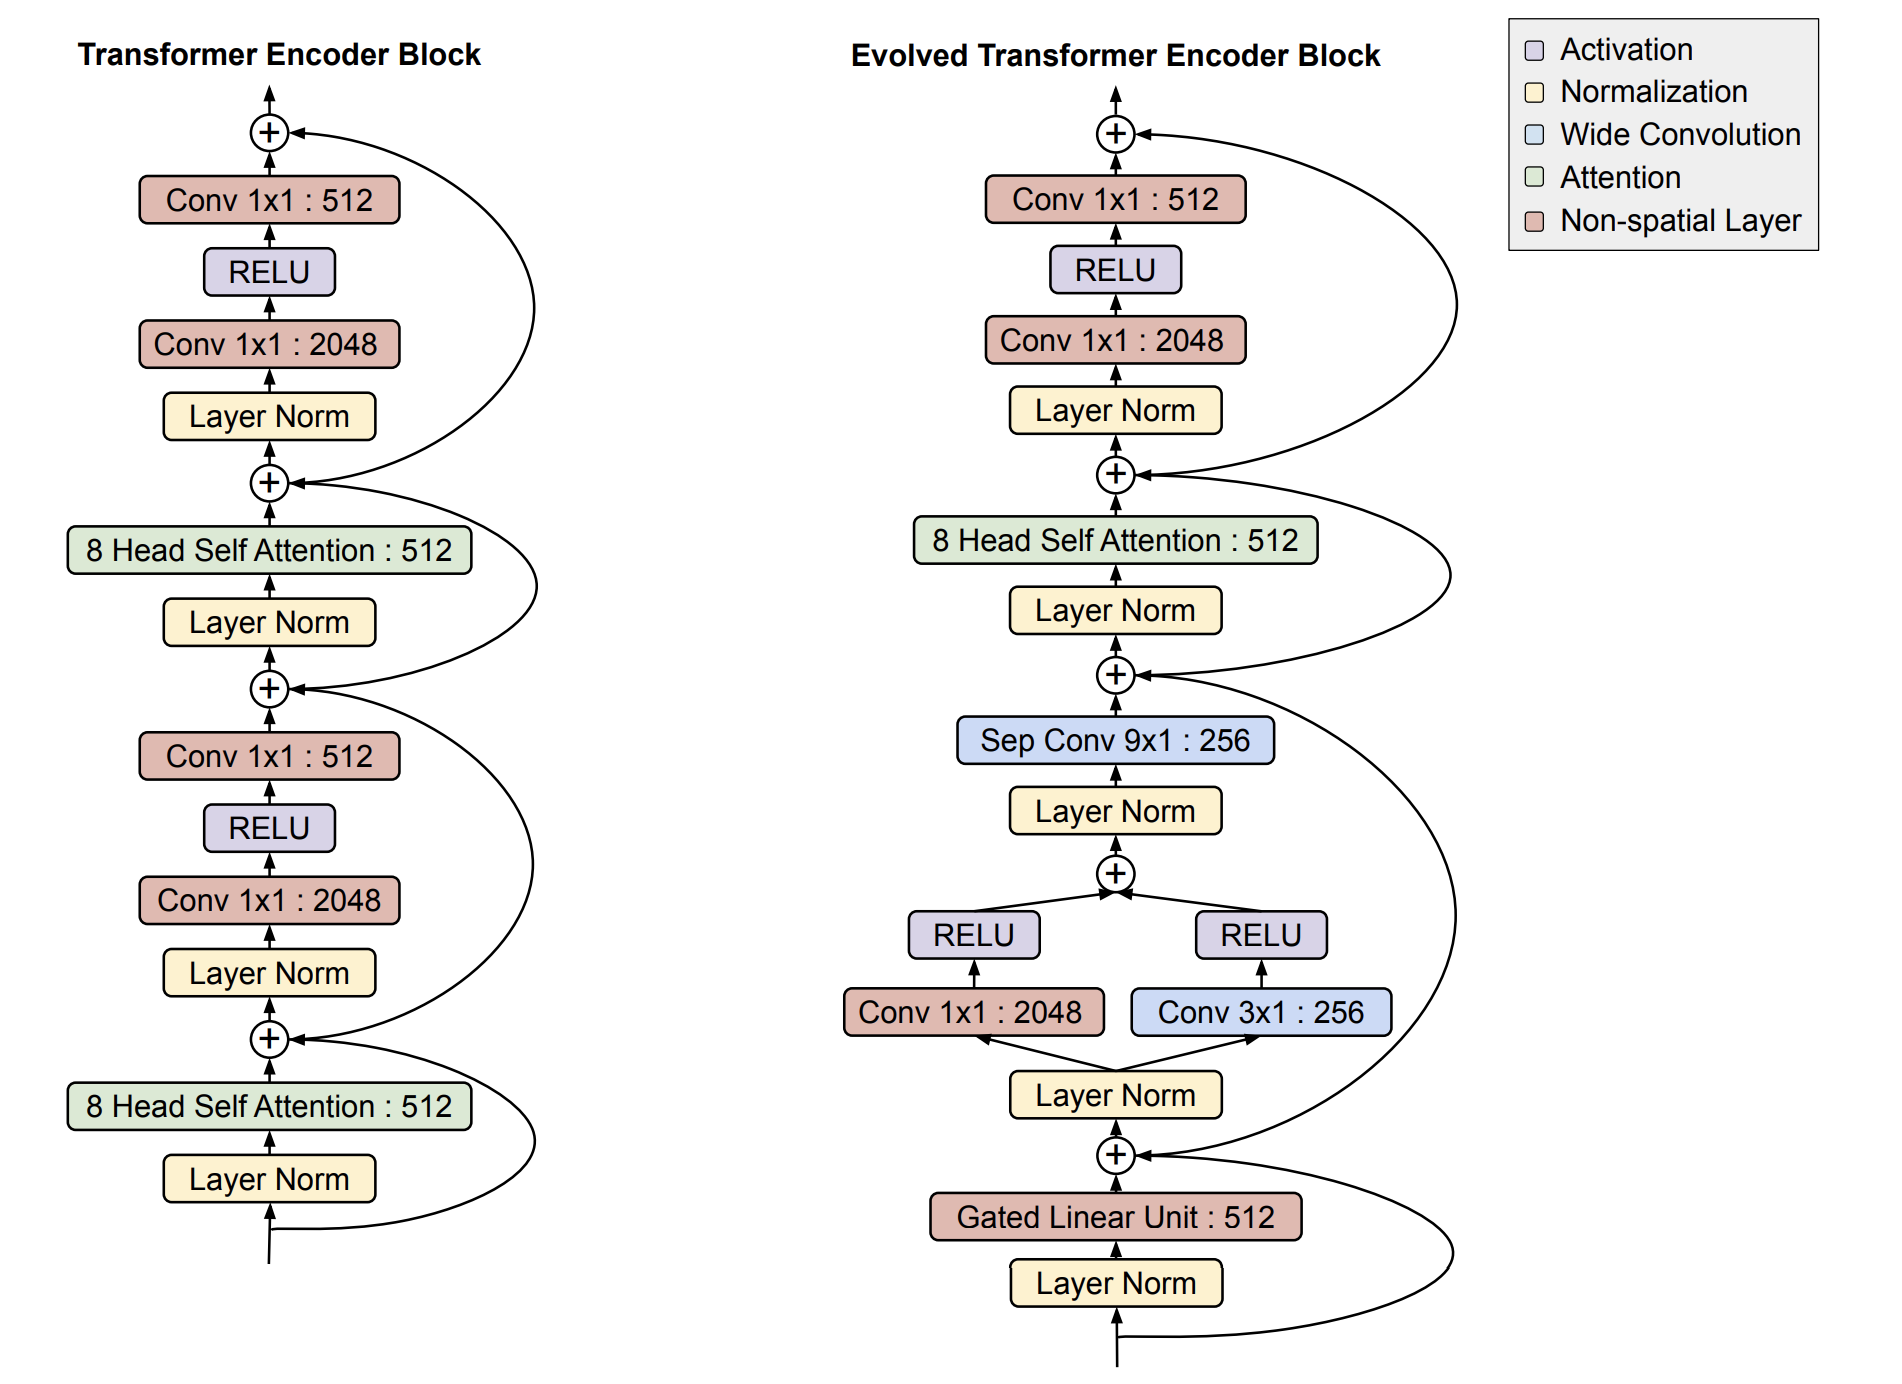 Transformer Encoder Block
+
Conv 1x1 : 512
RELU
Conv 1x1 : 2048
Layer Norm
+
8 Head Self Attention : 512
Layer Norm
+
Conv 1x1 : 512
RELU
Conv 1x1 : 2048
Layer Norm
+
8 Head Self Attention : 512
Layer Norm
Evolved Transformer Encoder Block
+
Conv 1x1 : 512
RELU
Conv 1x1 : 2048
Layer Norm
+
8 Head Self Attention : 512
Layer Norm
+
Sep Conv 9x1 : 256
Layer Norm
+
RELU
RELU
Conv 1x1 : 2048
Conv 3x1 : 256
Layer Norm
+
Gated Linear Unit : 512
Layer Norm
Activation
Normalization
Wide Convolution
Attention
Non-spatial Layer